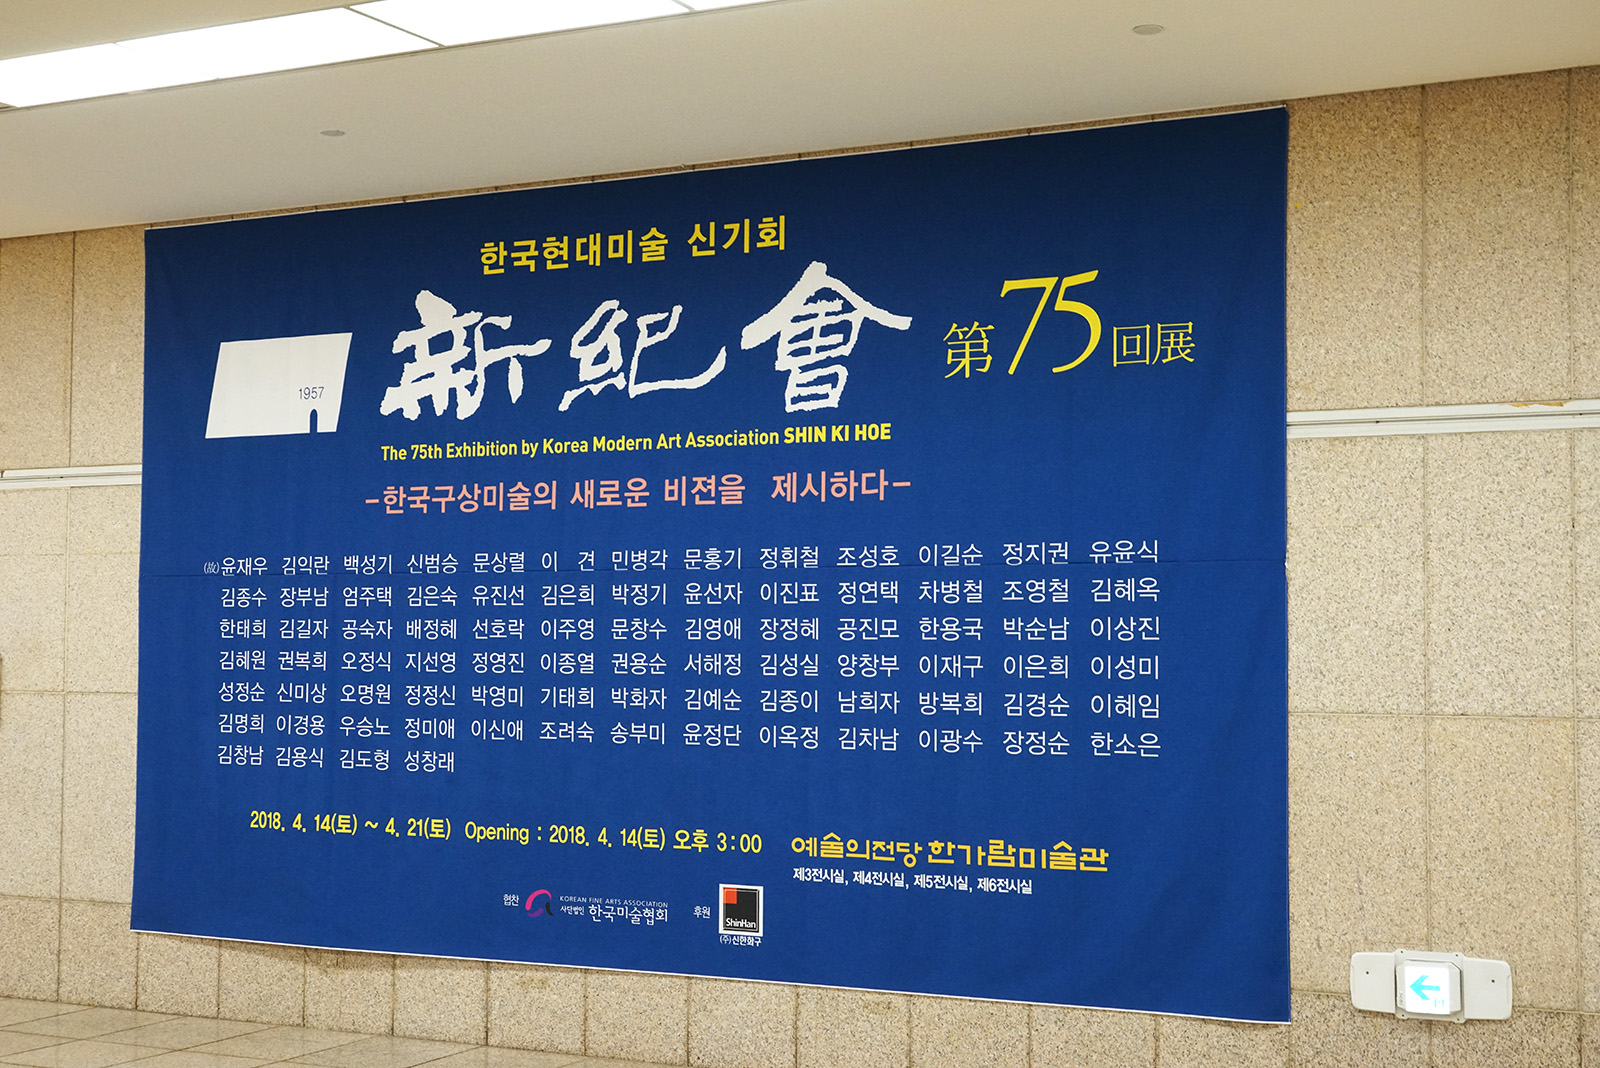 한국현대미술 신기회
1957
新紀會
第75回展
The 75th Exhibition by Korea Modern Art Association SHIN KI HOE
-한국구상미술의 새로운 비젼을 제시하다-
(故)윤재우 김익란 백성기 신범승 문상렬 이 견 민병각 문홍기 정휘철 조성호 이길순 정지권 유윤식
김종수 장부남 엄주택 김은숙 유진선 김은희 박정기 윤선자 이진표 정연택 차병철 조영철 김혜옥
한태희 김길자 공숙자 배정혜 선호락 이주영 문창수 김영애 장정혜 공진모 한용국 박순남 이상진
김혜원 권복희 오정식 지선영 정영진 이종열 권용순 서해정 김성실 양창부 이재구 이은희 이성미
성정순 신미상 오명원 정정신 박영미 기태희 박화자 김예순 김종이 남희자 방복희 김경순 이혜임
김명희 이경용 우승노 정미애 이신애 조려숙 송부미 윤정단 이옥정 김차남 이광수 장정순 한소은
김창남 김용식 김도형 성창래
2018. 4. 14(토) ~ 4. 21(토) Opening : 2018. 4. 14(토) 오후 3:00
예술의전당 한가람미술관
제3전시실, 제4전시실, 제5전시실, 제6전시실
협찬
KOREAN FINE ARTS ASSOCIATION
사단법인 한국미술협회
후원
ShinHan
(주)신한화구